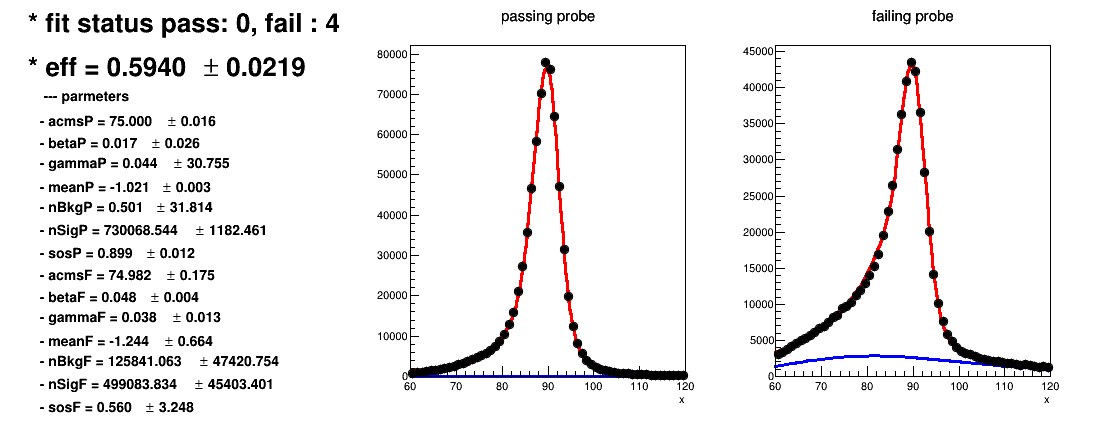 * fit status pass: 0, fail : 4
* eff = 0.5940 ± 0.0219
--- parmeters
- acmsP = 75.000 ± 0.016
- betaP = 0.017 ± 0.026
- gammaP = 0.044 ± 30.755
- meanP = -1.021 ± 0.003
- nBkgP = 0.501 ± 31.814
- nSigP = 730068.544 ± 1182.461
- sosP = 0.899 ± 0.012
- acmsF = 74.982 ± 0.175
- betaF = 0.048 ± 0.004
- gammaF = 0.038 ± 0.013
- meanF = -1.244 ± 0.664
- nBkgF = 125841.063 ± 47420.754
- nSigF = 499083.834 ± 45403.401
- sosF = 0.560 ± 3.248
passing probe
80000
70000
60000
50000
40000
30000
20000
10000
0
60 70 80 90 100 110 120
x
failing probe
45000
40000
35000
30000
25000
20000
15000
10000
5000
0
60 70 80 90 100 110 120
x